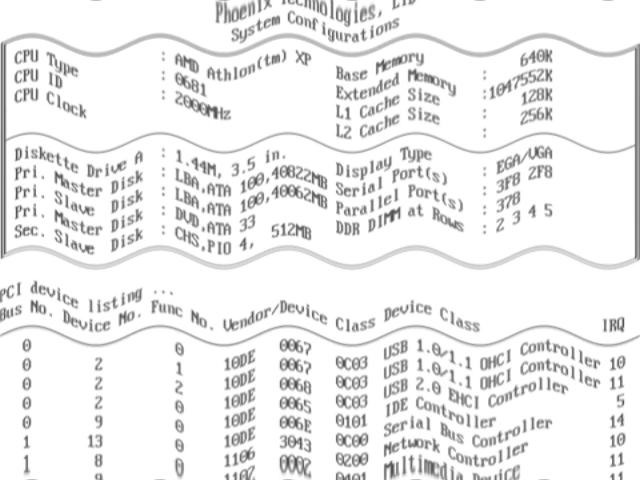 Phoenix Technologies, LTD
System Configurations
CPU Type : AMD Athlon(tm) XP Base Memory : 640K
CPU ID : 0681 Extended Memory : 1047552K
CPU Clock : 2000MHz L1 Cache Size : 128K
L2 Cache Size : 256K
Diskette Drive A : 1.44M, 3.5 in. Display Type : EGA/VGA
Pri. Master Disk : LBA,ATA 100,40822MB Serial Port(s) : 3F8 2F8
Pri. Slave Disk : LBA,ATA 100,40062MB Parallel Port(s) : 378
Pri. Master Disk : DVD,ATA 33 DDR DIMM at Rows : 2 3 4 5
Sec. Slave Disk : CHS,PIO 4, 512MB
PCI device listing ...
Bus No. Device No. Func No. Vendor/Device Class Device Class IRQ
0 2 0 10DE 0067 0C03 USB 1.0/1.1 OHCI Controller 10
0 2 1 10DE 0067 0C03 USB 1.0/1.1 OHCI Controller 11
0 2 2 10DE 0068 0C03 USB 2.0 EHCI Controller 5
0 9 0 10DE 0065 0101 IDE Controller 14
0 13 0 10DE 006E 0C00 Serial Bus Controller 10
1 8 0 1106 3043 0200 Network Controller 11
1 0 0002 Multimedia Device 11